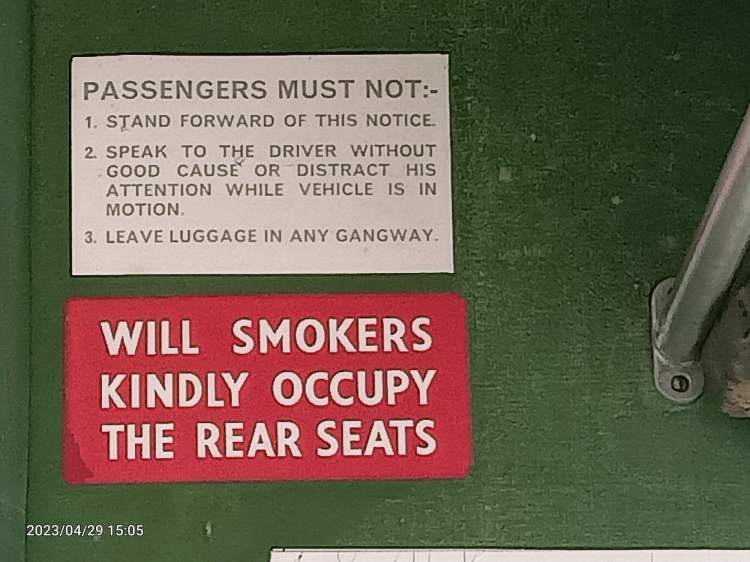 PASSENGERS MUST NOT:-
1. STAND FORWARD OF THIS NOTICE.
2. SPEAK TO THE DRIVER WITHOUT
GOOD CAUSE OR DISTRACT HIS
ATTENTION WHILE VEHICLE IS IN
MOTION.
3. LEAVE LUGGAGE IN ANY GANGWAY.
WILL SMOKERS
KINDLY OCCUPY
THE REAR SEATS
2023/04/29 15:05